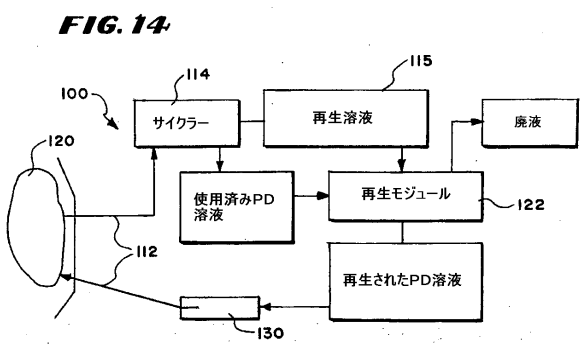 FIG. 14
115
114
100
サイクラー
再生溶液
廃液
120
使用済みPD
溶液
再生モジュール
122
112
再生されたPD溶液
130